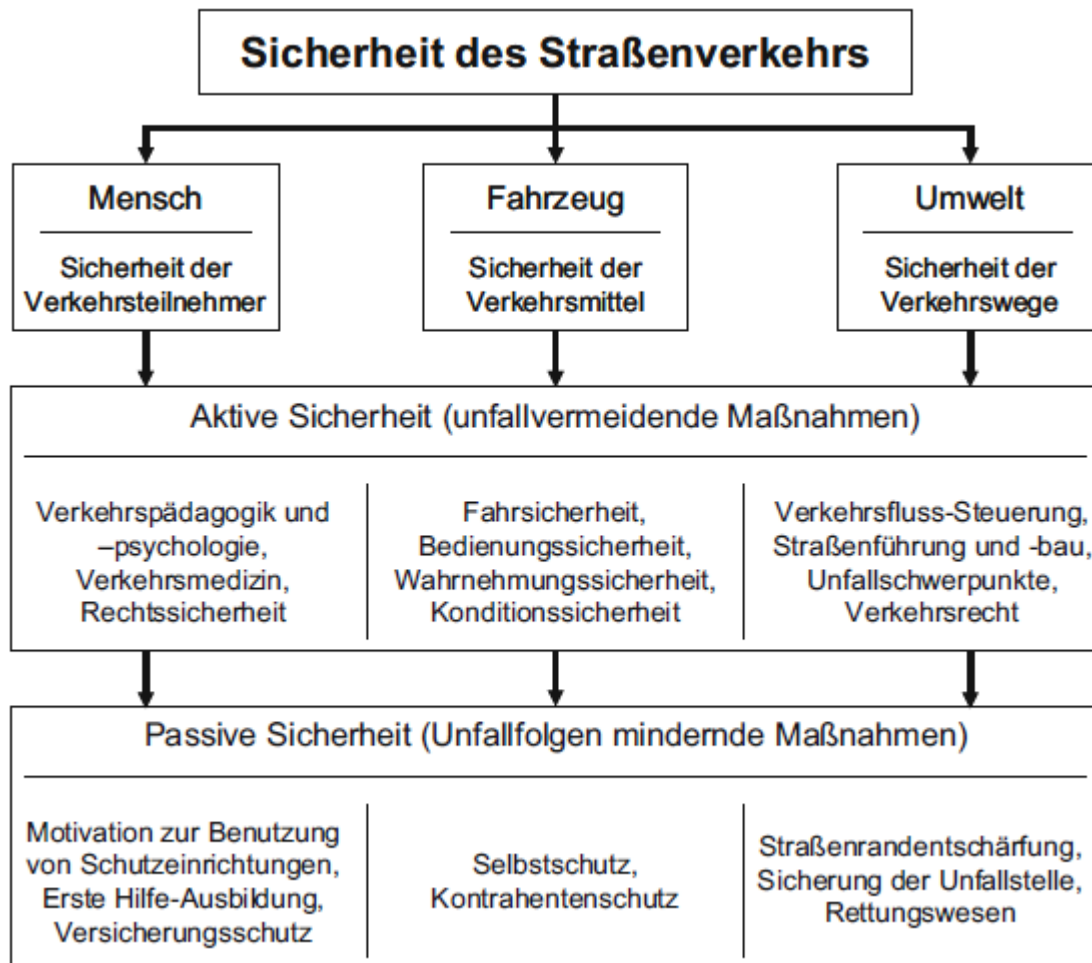 Sicherheit des Straßenverkehrs
Mensch
Sicherheit der
Verkehrsteilnehmer
Fahrzeug
Sicherheit der
Verkehrsmittel
Umwelt
Sicherheit der
Verkehrswege
Aktive Sicherheit (unfallvermeidende Maßnahmen)
Verkehrspädagogik und
–psychologie,
Verkehrsmedizin,
Rechtssicherheit
Fahrsicherheit,
Bedienungssicherheit,
Wahrnehmungssicherheit,
Konditionssicherheit
Verkehrsfluss-Steuerung,
Straßenführung und -bau,
Unfallschwerpunkte,
Verkehrsrecht
Passive Sicherheit (Unfallfolgen mindernde Maßnahmen)
Motivation zur Benutzung
von Schutzeinrichtungen,
Erste Hilfe-Ausbildung,
Versicherungsschutz
Selbstschutz,
Kontrahentenschutz
Straßenrandentschärfung,
Sicherung der Unfallstelle,
Rettungswesen